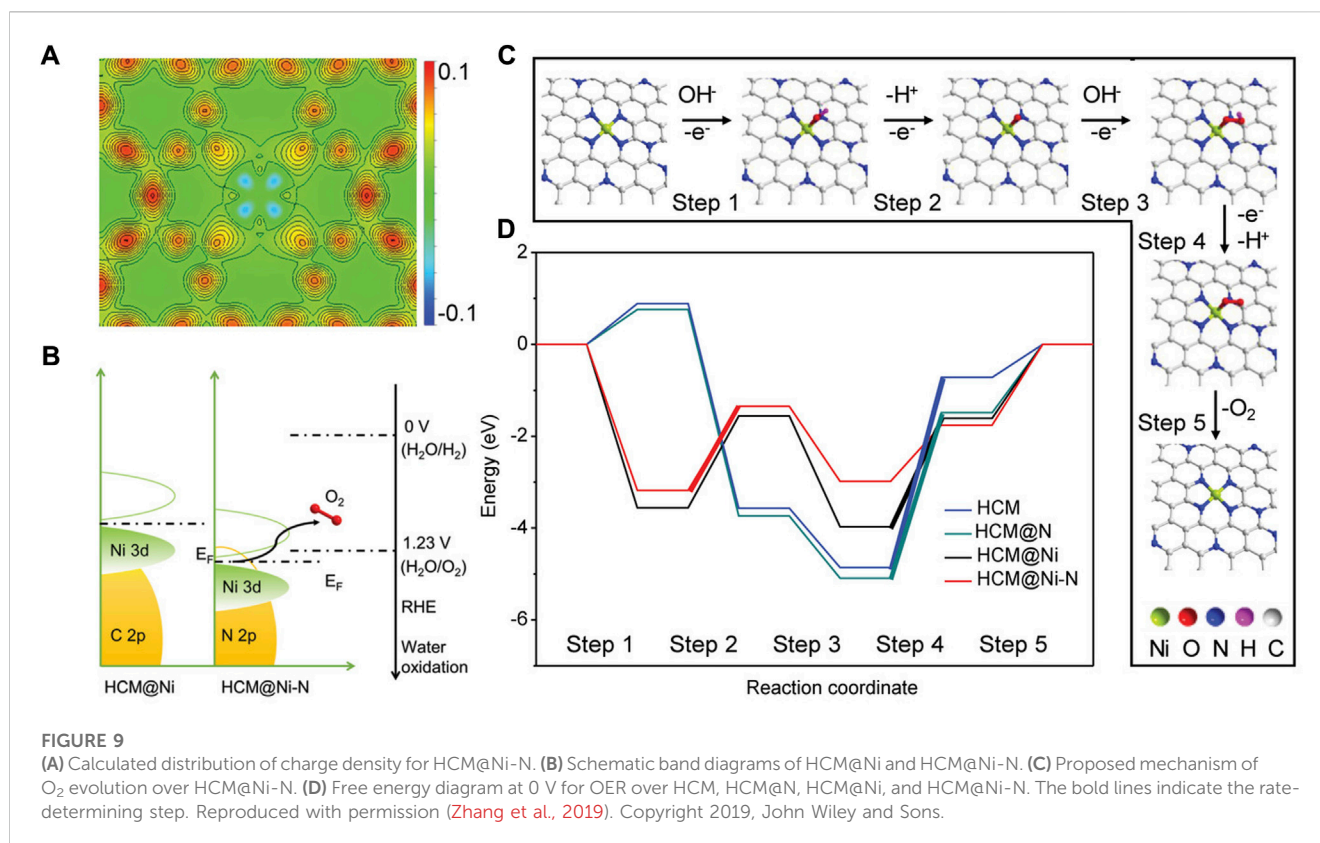 A
0.1
-0.1
B
0 V
(H₂O/H₂)
O₂
1.23 V
(H₂O/O₂)
E_F
E_F
Ni 3d
Ni 3d
RHE
C 2p
N 2p
Water
oxidation
HCM@Ni
HCM@Ni-N
C
OH⁻
-e⁻
Step 1
-H⁺
-e⁻
Step 2
OH⁻
-e⁻
Step 3
-e⁻
-H⁺
Step 4
-O₂
Step 5
Ni O N H C
D
2
0
-2
-4
-6
Energy (eV)
HCM
HCM@N
HCM@Ni
HCM@Ni-N
Step 1 Step 2 Step 3 Step 4 Step 5
Reaction coordinate
FIGURE 9
(A) Calculated distribution of charge density for HCM@Ni-N. (B) Schematic band diagrams of HCM@Ni and HCM@Ni-N. (C) Proposed mechanism of
O₂ evolution over HCM@Ni-N. (D) Free energy diagram at 0 V for OER over HCM, HCM@N, HCM@Ni, and HCM@Ni-N. The bold lines indicate the rate-
determining step. Reproduced with permission (Zhang et al., 2019). Copyright 2019, John Wiley and Sons.